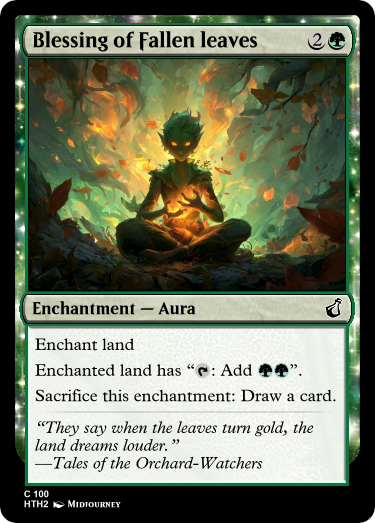 Blessing of Fallen leaves 2
Enchantment — Aura
Enchant land
Enchanted land has “: Add ”.
Sacrifice this enchantment: Draw a card.
“They say when the leaves turn gold, the
land dreams louder.”
—Tales of the Orchard-Watchers
C 100
HTH2 Midjourney